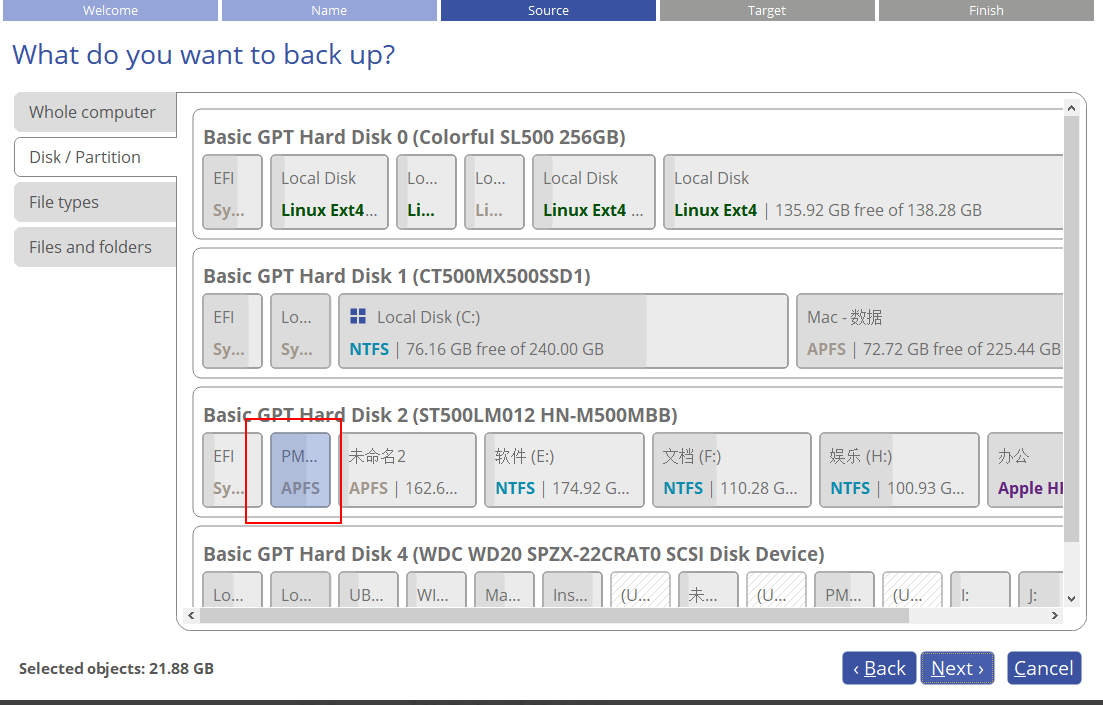 Welcome Name Source Target Finish
What do you want to back up?
Whole computer
Disk / Partition
File types
Files and folders
Basic GPT Hard Disk 0 (Colorful SL500 256GB)
EFI Local Disk Lo... Lo... Local Disk Local Disk
Sy... Linux Ext4... Li... Li... Linux Ext4 ... Linux Ext4 | 135.92 GB free of 138.28 GB
Basic GPT Hard Disk 1 (CT500MX500SSD1)
EFI Lo... Local Disk (C:) Mac - 数据
Sy... Sy... NTFS | 76.16 GB free of 240.00 GB APFS | 72.72 GB free of 225.44 GB
Basic GPT Hard Disk 2 (ST500LM012 HN-M500MBB)
EFI PM... 未命名2 软件 (E:) 文档 (F:) 娱乐 (H:) 办公
Sy... APFS APFS | 162.6... NTFS | 174.92 G... NTFS | 110.28 G... NTFS | 100.93 G... Apple H
Basic GPT Hard Disk 4 (WDC WD20 SPZX-22CRAT0 SCSI Disk Device)
Lo... Lo... UB... WI... Ma... Ins... (U...未... (U... PM... (U... I: J:
Selected objects: 21.88 GB
‹ Back Next › Cancel